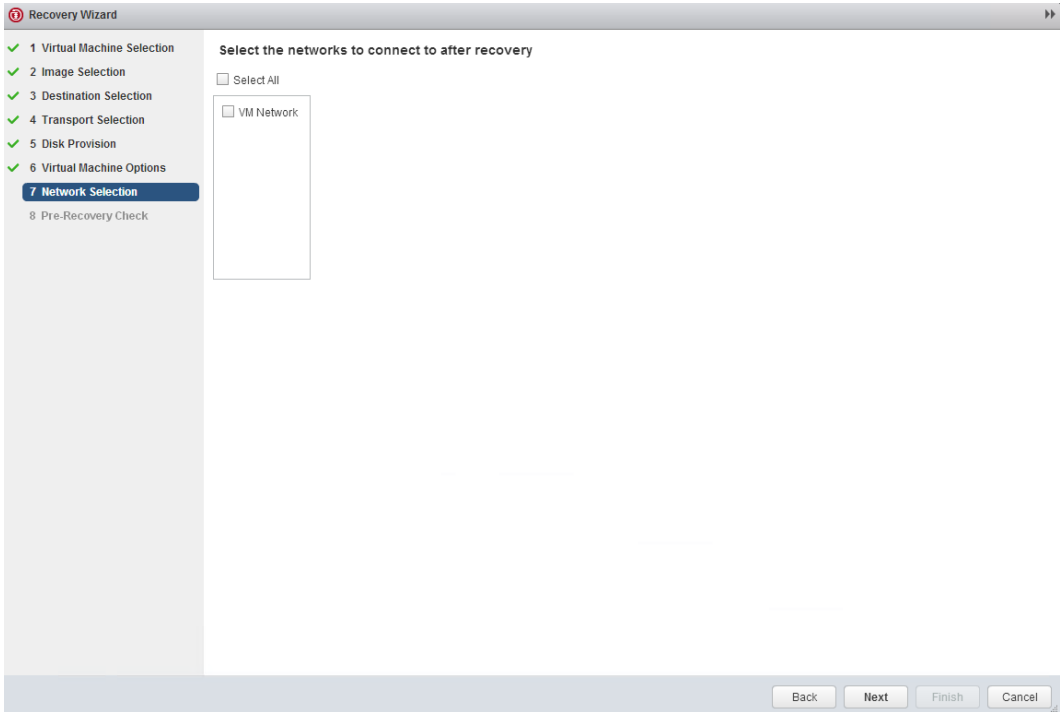 Recovery Wizard
1 Virtual Machine Selection
2 Image Selection
3 Destination Selection
4 Transport Selection
5 Disk Provision
6 Virtual Machine Options
7 Network Selection
8 Pre-Recovery Check
Select the networks to connect to after recovery
Select All
VM Network
Back Next Finish Cancel